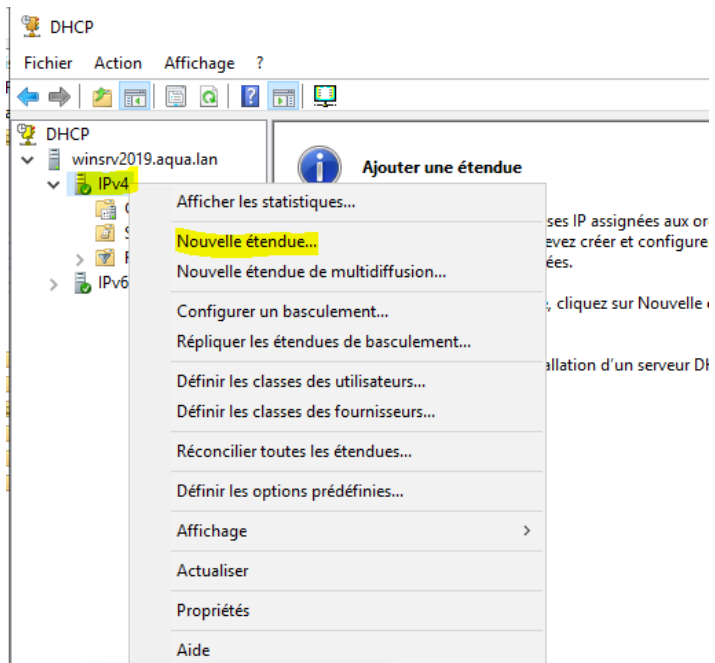 DHCP
Fichier Action Affichage ?
DHCP
winsrv2019.aqua.lan
Ajouter une étendue
IPv4
Afficher les statistiques...
ses IP assignées aux or
Nouvelle étendue...
evez créer et configure
Nouvelle étendue de multidiffusion...
ées.
IPv6
Configurer un basculement...
, cliquez sur Nouvelle
Répliquer les étendues de basculement...
allation d'un serveur D
Définir les classes des utilisateurs...
Définir les classes des fournisseurs...
Réconcilier toutes les étendues...
Définir les options prédéfinies...
Affichage
Actualiser
Propriétés
Aide